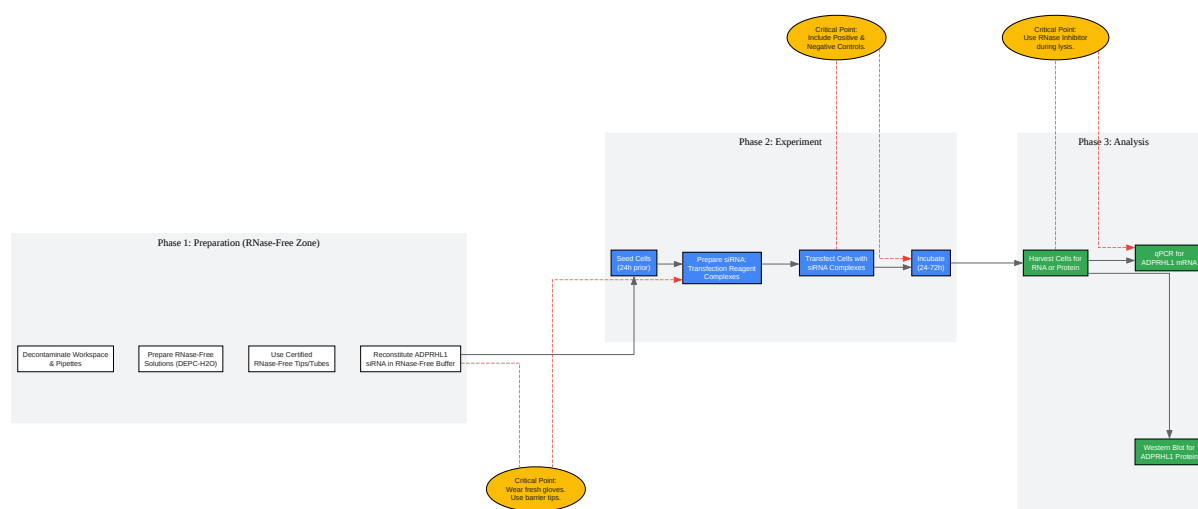 Critical Point:
Include Positive &
Negative Controls.
Critical Point:
Use RNase Inhibitor
during lysis.
Phase 2: Experiment
Phase 3: Analysis
Phase 1: Preparation (RNase-Free Zone)
Seed Cells
(24h prior)
Prepare siRNA:
Transfection Reagent
Complexes
Transfect Cells with
siRNA Complexes
Incubate
(24-72h)
Harvest Cells for
RNA or Protein
qPCR for
ADPRHL1 mRNA
Decontaminate Workspace
& Pipettes
Prepare RNase-Free
Solutions (DEPC-H2O)
Use Certified
RNase-Free Tips/Tubes
Reconstitute ADPRHL1
siRNA in RNase-Free Buffer
Western Blot for
ADPRHL1 Protein
Critical Point:
Wear fresh gloves.
Use barrier tips.